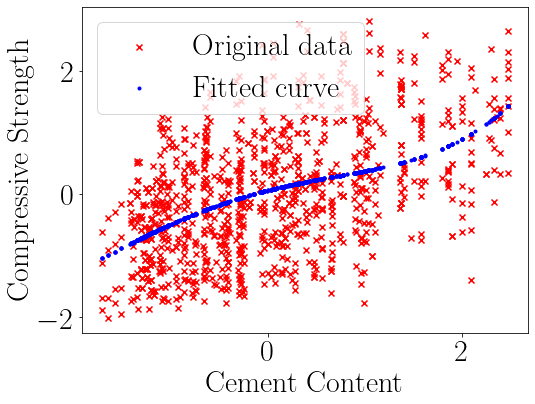 Original data
Fitted curve
Compressive Strength
2
0
−2
0
2
Cement Content